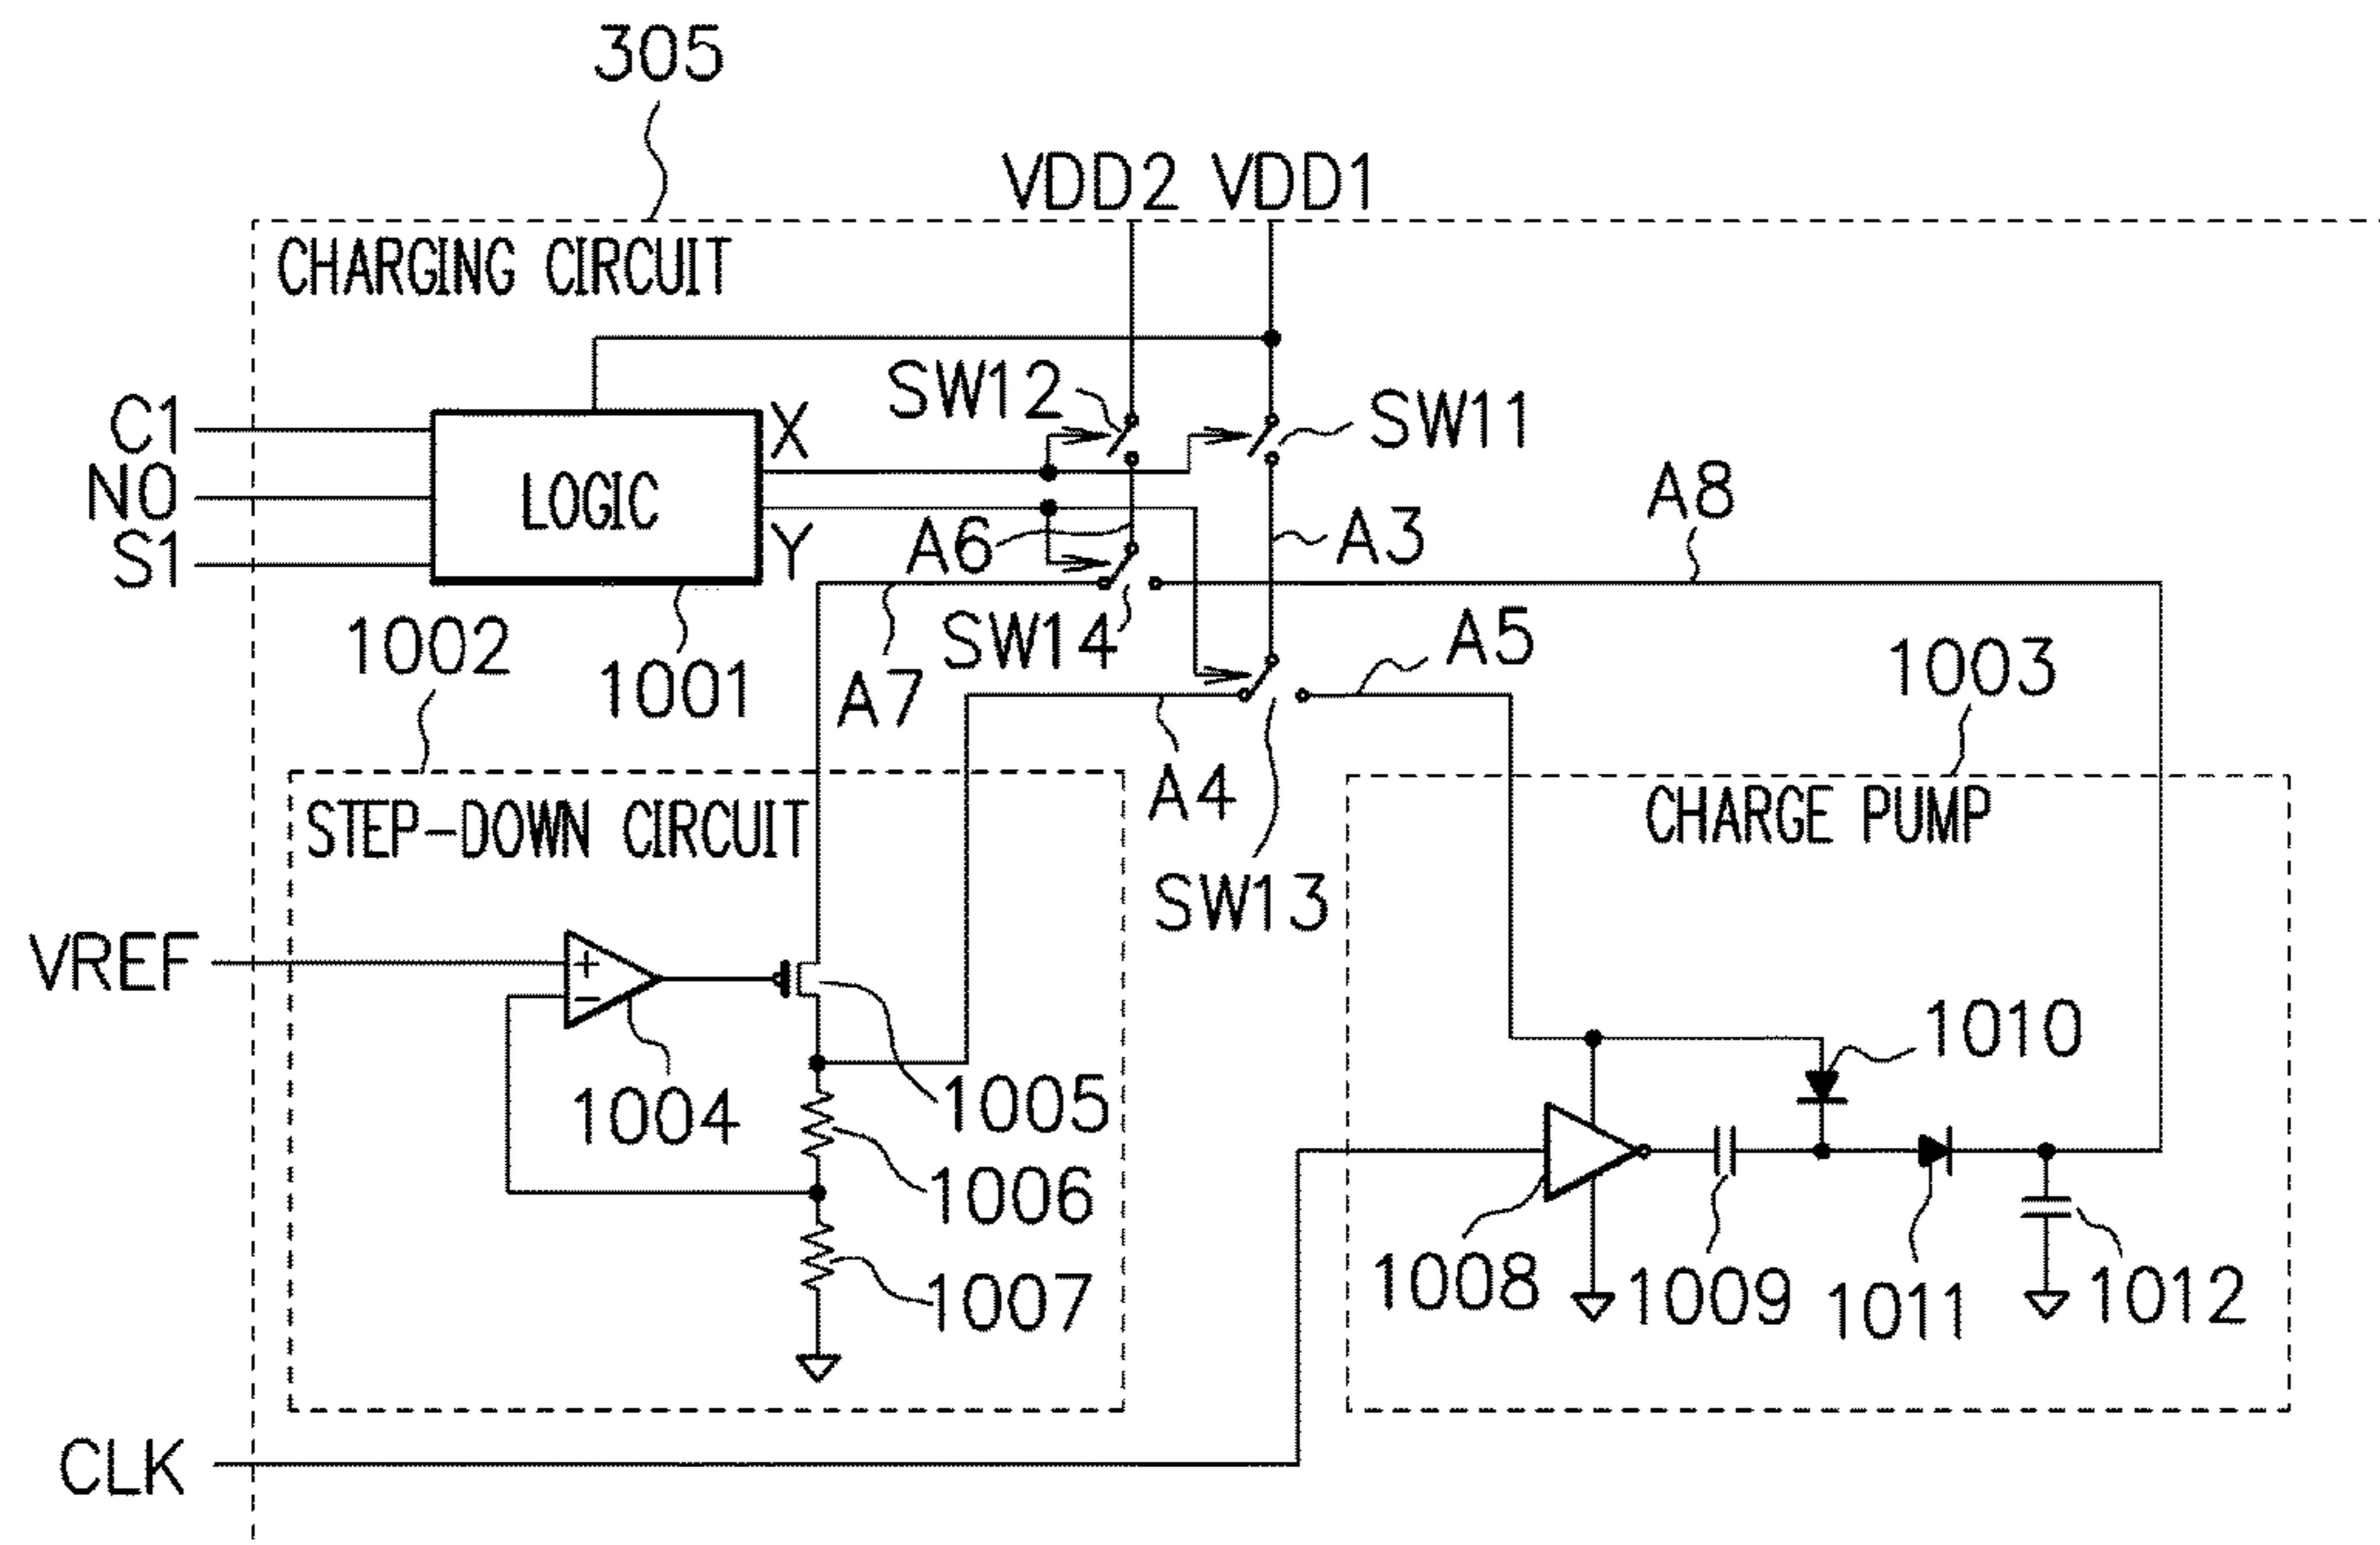 305
VDD2 VDD1
CHARGING CIRCUIT
SW12
SW11
C1
X
N0
LOGIC
A8
S1
Y
A6
A3
1002
1001
SW14
A5
1003
A7
A4
STEP-DOWN CIRCUIT
CHARGE PUMP
SW13
VREF
+
-
1010
1004
1005
1006
1008
1009
1011
1012
1007
CLK